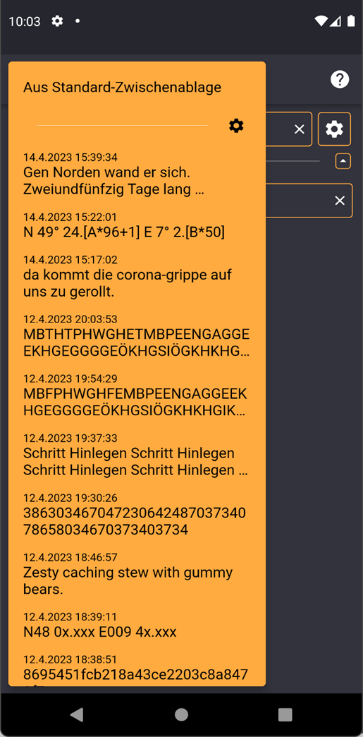 10:03
Aus Standard-Zwischenablage
14.4.2023 15:39:34
Gen Norden wand er sich.
Zweiundfünfzig Tage lang ...
14.4.2023 15:22:01
N 49° 24.[A*96+1] E 7° 2.[B*50]
14.4.2023 15:17:02
da kommt die corona-grippe auf
uns zu gerollt.
12.4.2023 20:03:53
MBTHTPHWGHETMBPEENGAGGE
EKHGEGGGGEÖKHGSIÖGKHKHG...
12.4.2023 19:54:29
MBFPHWGHFEMBPEENGAGGEEK
HGEGGGGEÖKHGSIÖGKHKHGIK...
12.4.2023 19:37:33
Schritt Hinlegen Schritt Hinlegen
Schritt Hinlegen Schritt Hinlegen ...
12.4.2023 19:30:26
386303467047230642487037340
78658034670373403734
12.4.2023 18:46:57
Zesty caching stew with gummy
bears.
12.4.2023 18:39:11
N48 0x.xxx E009 4x.xxx
12.4.2023 18:38:51
8695451fcb218a43ce2203c8a847